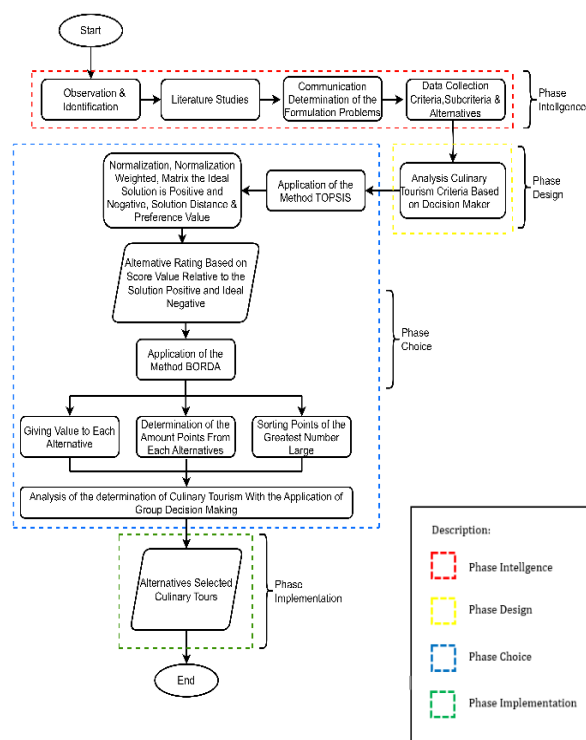 Start
Observation &
Identification
Literature Studies
Communication
Determination of the
Formulation Problems
Data Collection
Criteria,Subcriteria &
Alternatives
Phase
Intellgence
Normalization, Normalization
Weighted, Matrix the Ideal
Solution is Positive and
Negative, Solution Distance &
Preference Value
Application of the
Method TOPSIS
Analysis Culinary
Tourism Criteria Based
on Decision Maker
Phase
Design
Alternative Rating Based on
Score Value Relative to the
Solution Positive and Ideal
Negative
Phase
Choice
Application of the
Method BORDA
Giving Value to Each
Alternative
Determination of the
Amount Points From
Each Alternatives
Sorting Points of the
Greatest Number
Large
Analysis of the determination of Culinary Tourism With the Application of
Group Decision Making
Alternatives Selected
Culinary Tours
Phase
Implementation
End
Description:
Phase Intellgence
Phase Design
Phase Choice
Phase Implementation